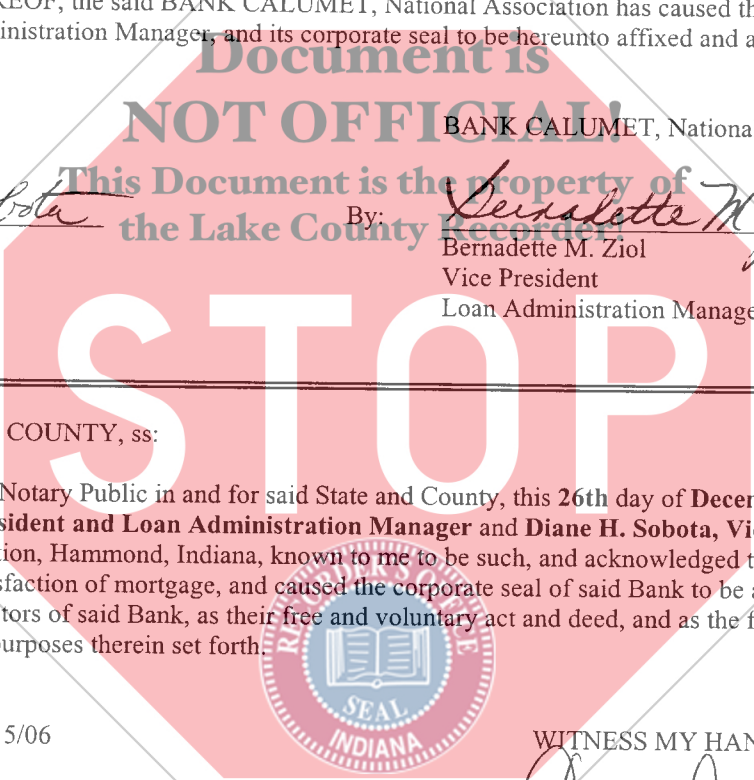 REOF, the said BANK CALUMET, National Association has caused th
inistration Manager, and its corporate seal to be hereunto affixed and a
Document is
NOT OFFICIAL!
BANK CALUMET, Nationa
This Document is the property of
the Lake County Recorder!
obota
By:
Bernadette M
Bernadette M. Ziol
Vice President
Loan Administration Manage
STOP
COUNTY, ss:
Notary Public in and for said State and County, this 26th day of Decem
sident and Loan Administration Manager and Diane H. Sobota, Vi
tion, Hammond, Indiana, known to me to be such, and acknowledged t
sfaction of mortgage, and caused the corporate seal of said Bank to be a
tors of said Bank, as their free and voluntary act and deed, and as the f
urposes therein set forth.
RECORDER'S OFFICE
SEAL
INDIANA
5/06
WITNESS MY HAN